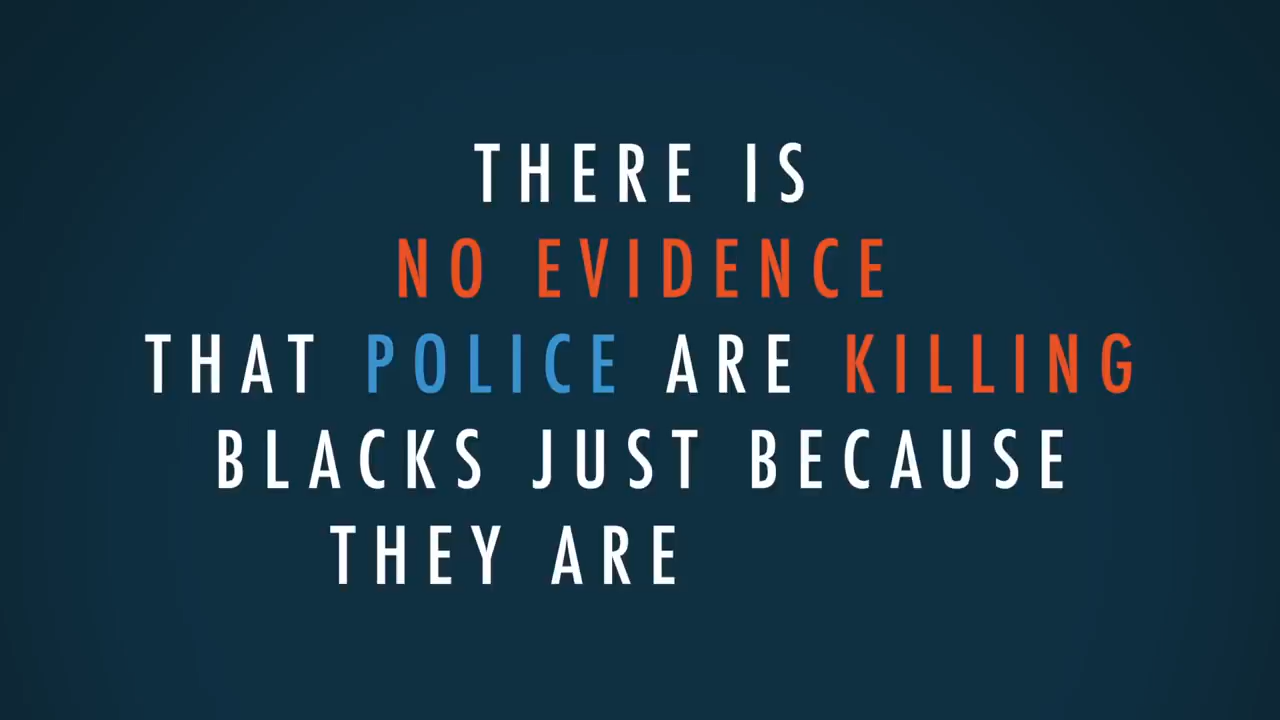 THERE IS
NO EVIDENCE
THAT POLICE ARE KILLING
BLACKS JUST BECAUSE
THEY ARE